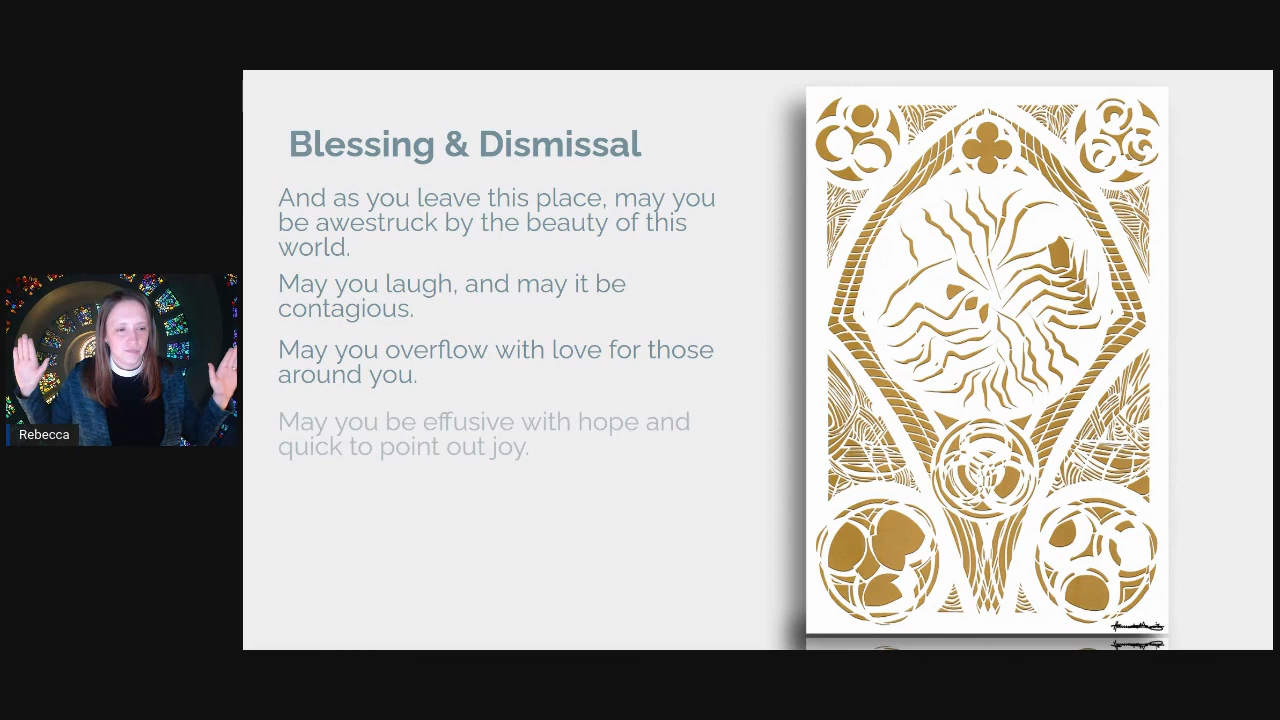 Blessing & Dismissal
And as you leave this place, may you
be awestruck by the beauty of this
world.
May you laugh, and may it be
contagious.
May you overflow with love for those
around you.
May you be effusive with hope and
quick to point out joy.
Rebecca